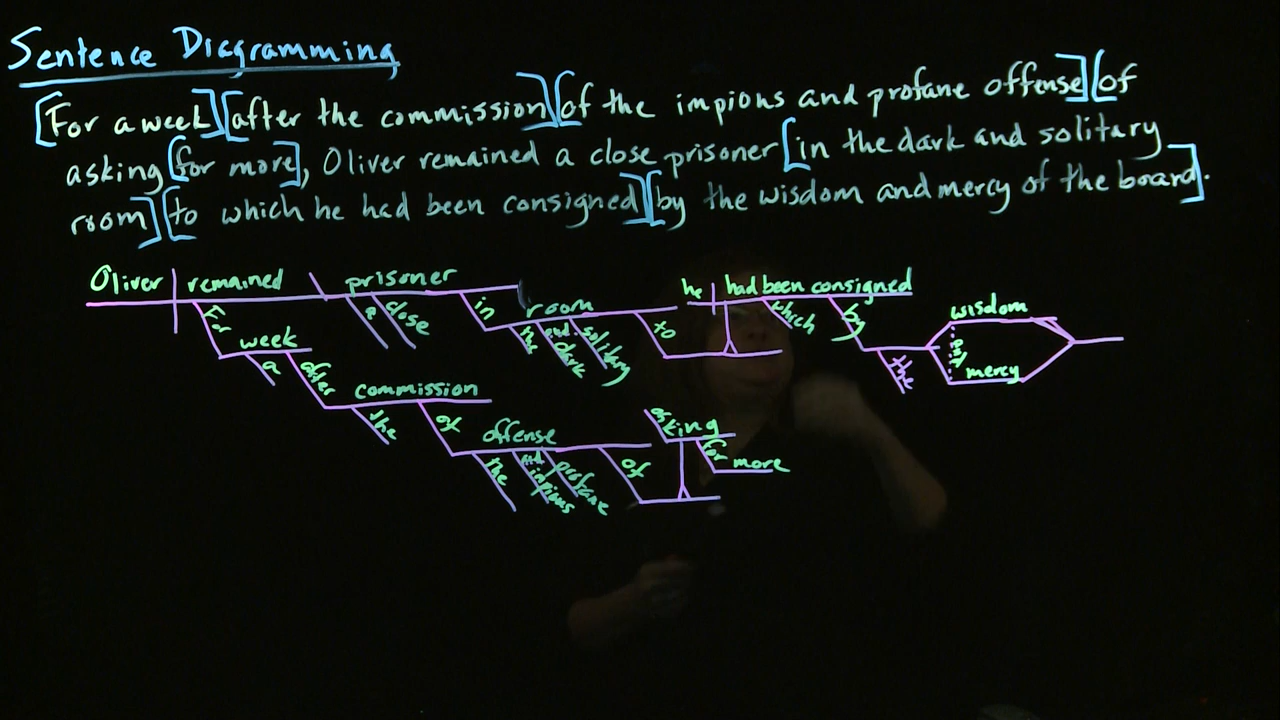 Sentence Diagramming
[For a week][after the commission][of the impious and profane offense][of
asking [for more], Oliver remained a close prisoner [in the dark and solitary
room][to which he had been consigned][by the wisdom and mercy of the board].
Oliver remained prisoner he had been consigned
a close in room to which by wisdom
For the and dark solitary the and
week mercy
a after commission
the of offense asking
the and impious profane of for more